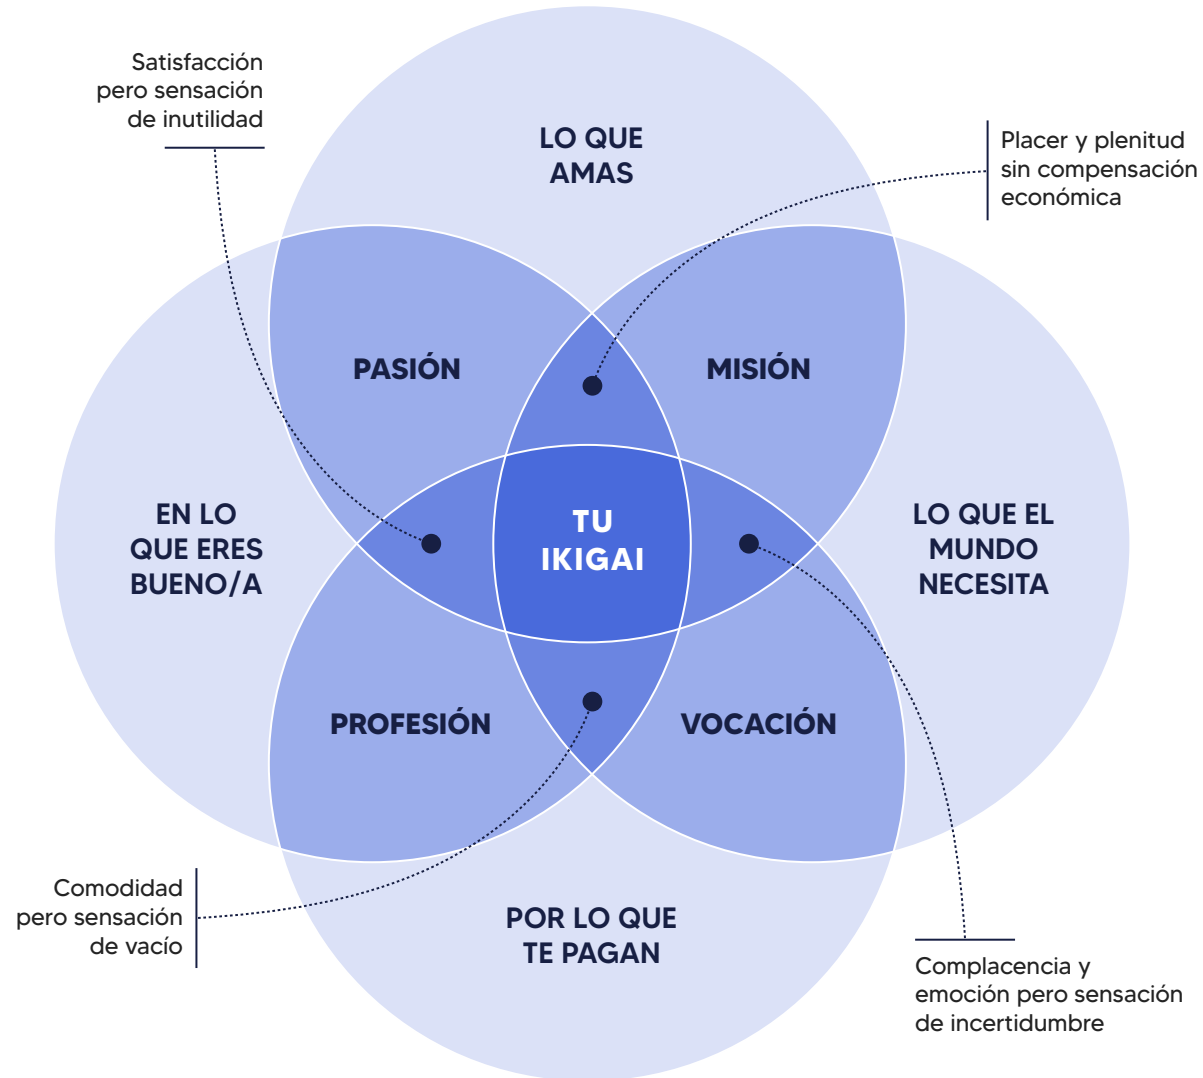 Satisfacción
pero sensación
de inutilidad
LO QUE
AMAS
Placer y plenitud
sin compensación
económica
PASIÓN
MISIÓN
EN LO
QUE ERES
BUENO/A
TU
IKIGAI
LO QUE EL
MUNDO
NECESITA
PROFESIÓN
VOCACIÓN
Comodidad
pero sensación
de vacío
POR LO QUE
TE PAGAN
Complacencia y
emoción pero sensación
de incertidumbre